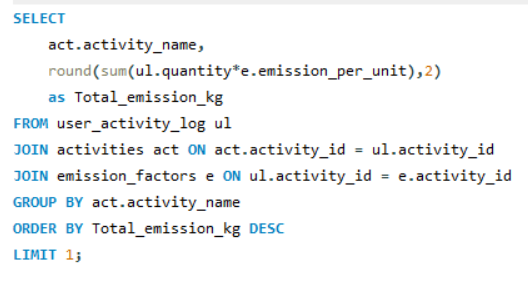 SELECT
act.activity_name,
round(sum(ul.quantity*e.emission_per_unit),2)
as Total_emission_kg
FROM user_activity_log ul
JOIN activities act ON act.activity_id = ul.activity_id
JOIN emission_factors e ON ul.activity_id = e.activity_id
GROUP BY act.activity_name
ORDER BY Total_emission_kg DESC
LIMIT 1;